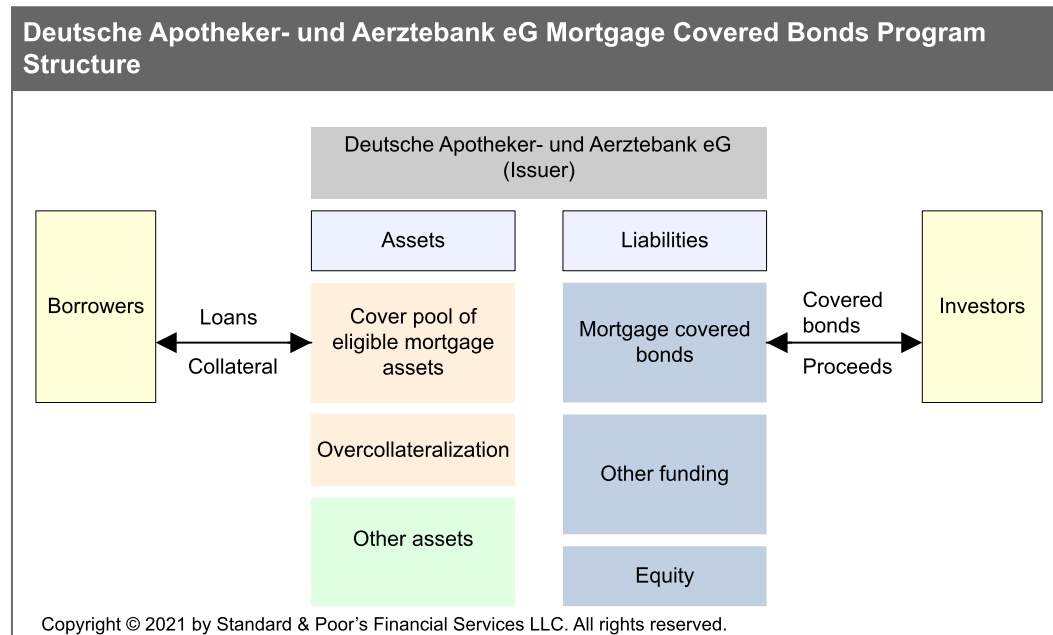 Deutsche Apotheker- und Aerztebank eG Mortgage Covered Bonds Program
Structure
Deutsche Apotheker- und Aerztebank eG
(Issuer)
Assets
Liabilities
Borrowers
Loans
Collateral
Cover pool of
eligible mortgage
assets
Mortgage covered
bonds
Covered
bonds
Proceeds
Investors
Overcollateralization
Other funding
Other assets
Equity
Copyright © 2021 by Standard & Poor's Financial Services LLC. All rights reserved.